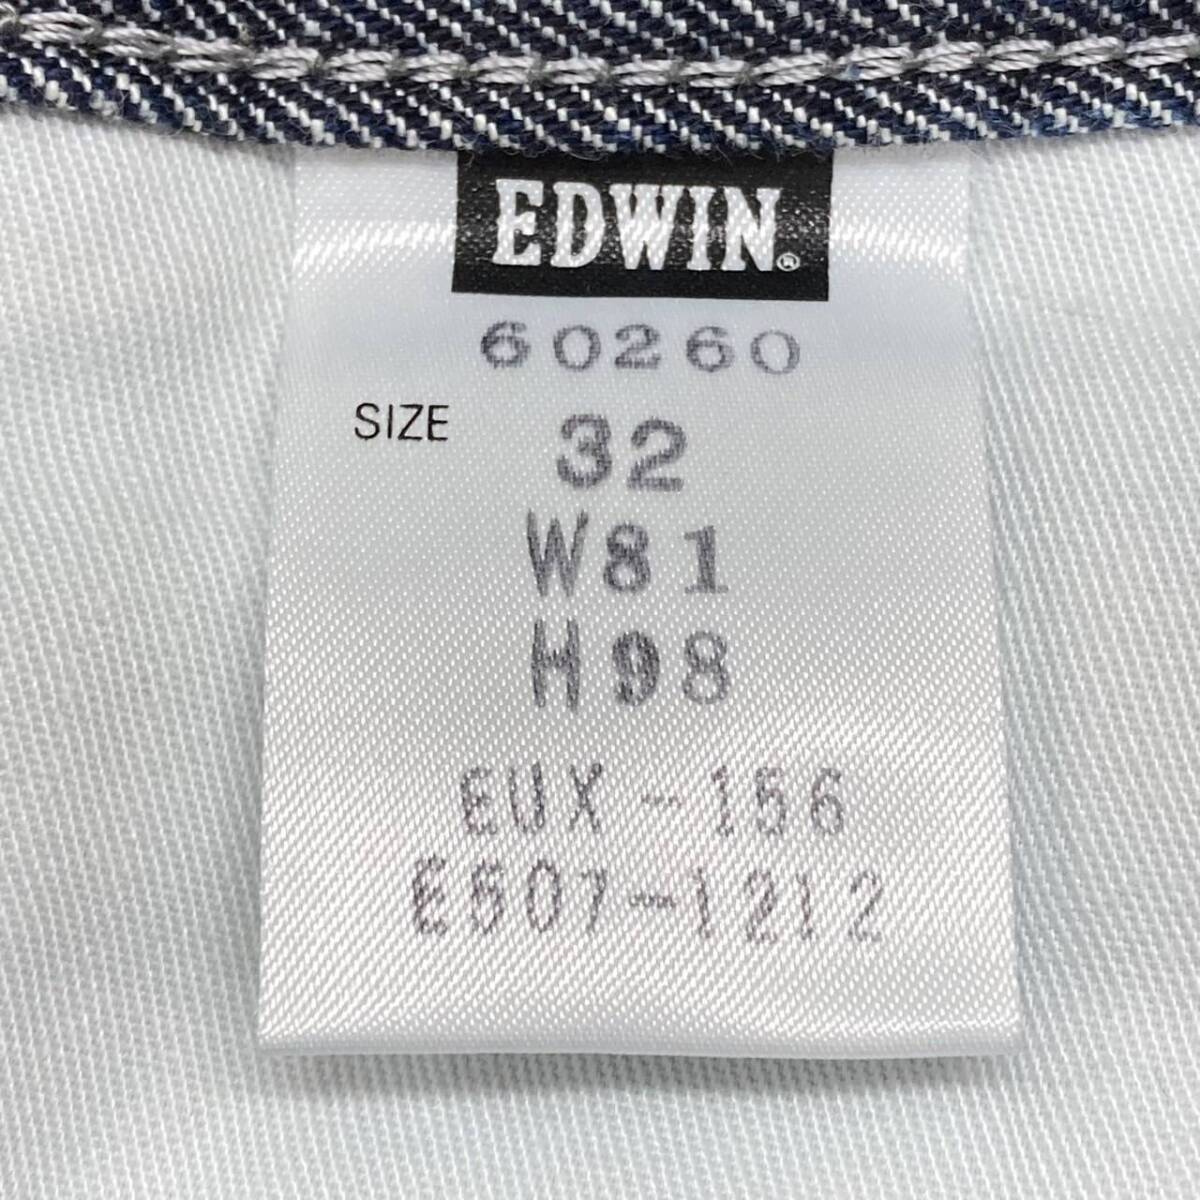 EDWIN®
60260
SIZE 32
W81
H98
EUX-156
E507-1212